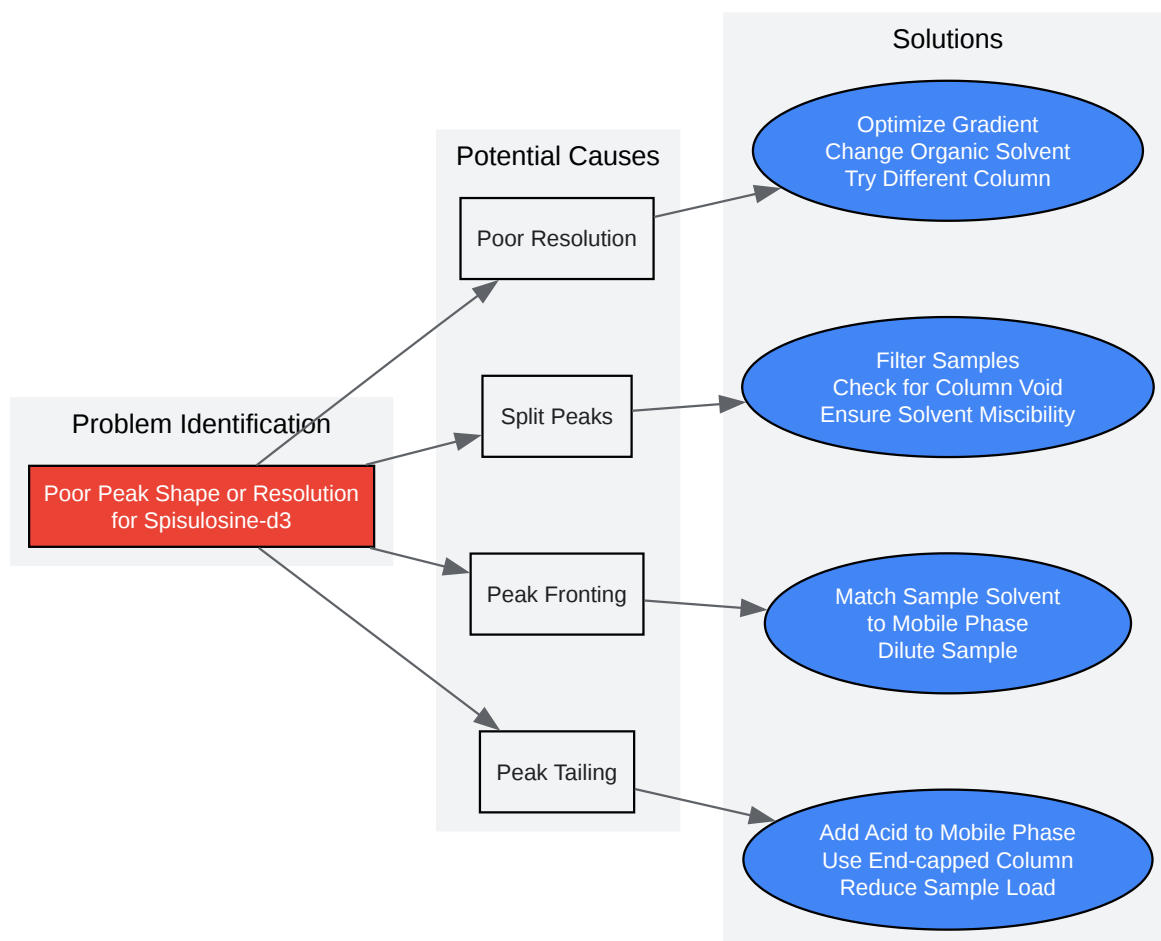 Problem Identification
Poor Peak Shape or Resolution
for Spisulosine-d3
Potential Causes
Poor Resolution
Split Peaks
Peak Fronting
Peak Tailing
Solutions
Optimize Gradient
Change Organic Solvent
Try Different Column
Filter Samples
Check for Column Void
Ensure Solvent Miscibility
Match Sample Solvent
to Mobile Phase
Dilute Sample
Add Acid to Mobile Phase
Use End-capped Column
Reduce Sample Load